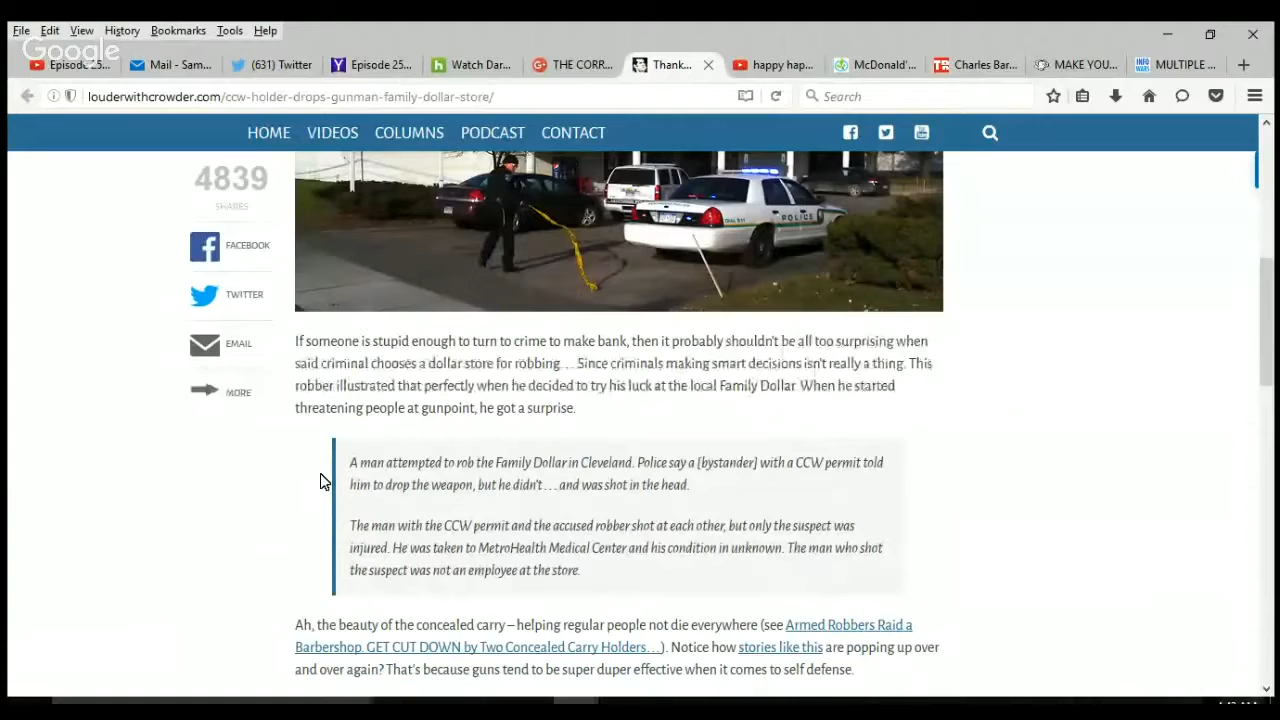 File Edit View History Bookmarks Tools Help
Google
Episode 25... Mail - Sam... (631) Twitter Episode 25... Watch Dar... THE CORR... Thank... happy hap... McDonald'... Charles Bar... MAKE YOU... MULTIPLE ...
louderwithcrowder.com/ccw-holder-drops-gunman-family-dollar-store/ Search
HOME VIDEOS COLUMNS PODCAST CONTACT
4839
SHARES
FACEBOOK
TWITTER
EMAIL
MORE
POLICE
If someone is stupid enough to turn to crime to make bank, then it probably shouldn't be all too surprising when
said criminal chooses a dollar store for robbing . . . Since criminals making smart decisions isn't really a thing. This
robber illustrated that perfectly when he decided to try his luck at the local Family Dollar. When he started
threatening people at gunpoint, he got a surprise.
A man attempted to rob the Family Dollar in Cleveland. Police say a [bystander] with a CCW permit told
him to drop the weapon, but he didn't . . . and was shot in the head.
The man with the CCW permit and the accused robber shot at each other, but only the suspect was
injured. He was taken to MetroHealth Medical Center and his condition in unknown. The man who shot
the suspect was not an employee at the store.
Ah, the beauty of the concealed carry – helping regular people not die everywhere (see Armed Robbers Raid a
Barbershop. GET CUT DOWN by Two Concealed Carry Holders. . .). Notice how stories like this are popping up over
and over again? That's because guns tend to be super duper effective when it comes to self defense.